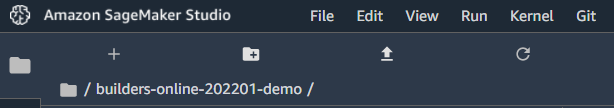 Amazon SageMaker Studio File Edit View Run Kernel Git
/ builders-online-202201-demo /